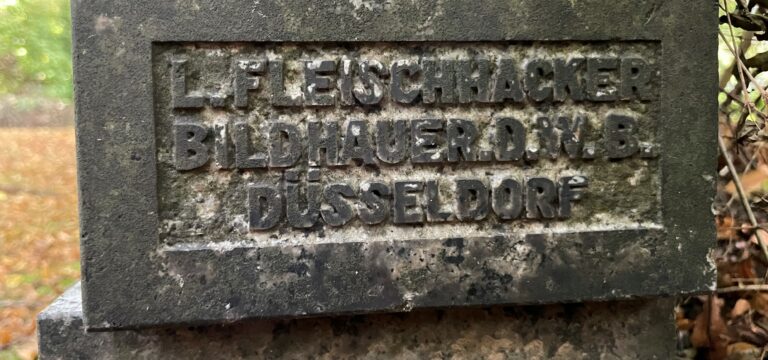 L. FLEISCHHACKER
BILDHAUER. D.W.B.
DÜSSELDORF